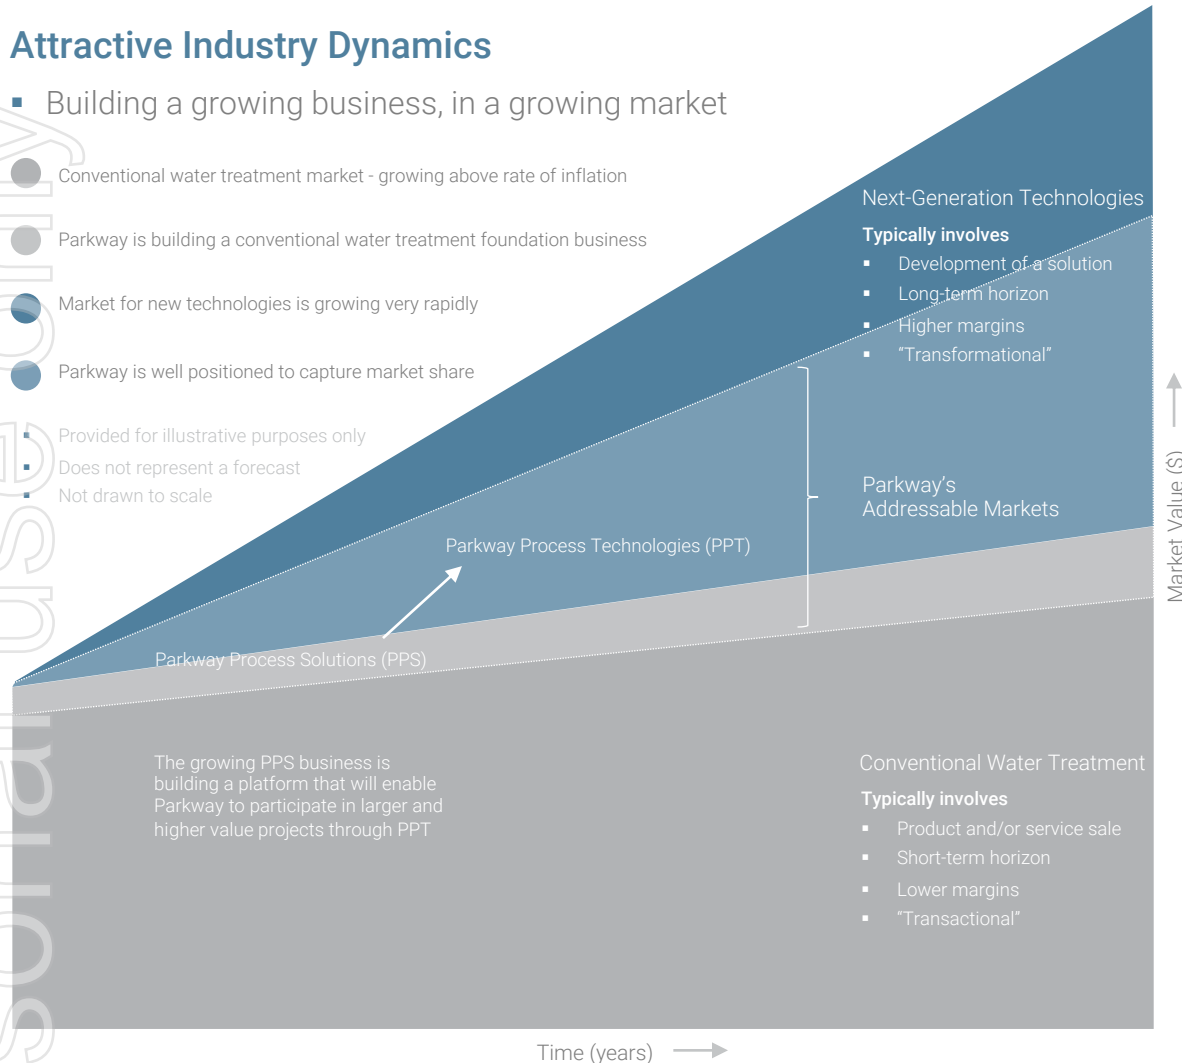 Attractive Industry Dynamics
▪ Building a growing business, in a growing market
Conventional water treatment market - growing above rate of inflation
Parkway is building a conventional water treatment foundation business
Market for new technologies is growing very rapidly
Parkway is well positioned to capture market share
▪ Provided for illustrative purposes only
▪ Does not represent a forecast
▪ Not drawn to scale
Next-Generation Technologies
Typically involves
▪ Development of a solution
▪ Long-term horizon
▪ Higher margins
▪ “Transformational”
Parkway’s
Addressable Markets
Parkway Process Technologies (PPT)
Parkway Process Solutions (PPS)
The growing PPS business is
building a platform that will enable
Parkway to participate in larger and
higher value projects through PPT
Conventional Water Treatment
Typically involves
▪ Product and/or service sale
▪ Short-term horizon
▪ Lower margins
▪ “Transactional”
Market Value ($)
Time (years)
sonal use only